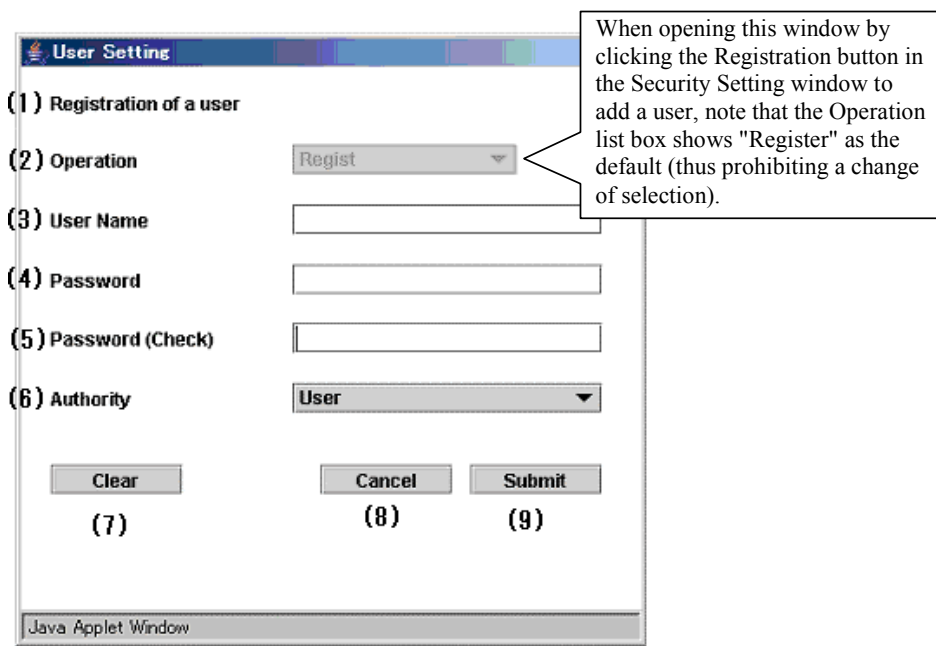 User Setting
When opening this window by
clicking the Registration button in
the Security Setting window to
add a user, note that the Operation
list box shows "Register" as the
default (thus prohibiting a change
of selection).
(1) Registration of a user
(2) Operation Regist
(3) User Name
(4) Password
(5) Password (Check)
(6) Authority User
Clear Cancel Submit
(7) (8) (9)
Java Applet Window